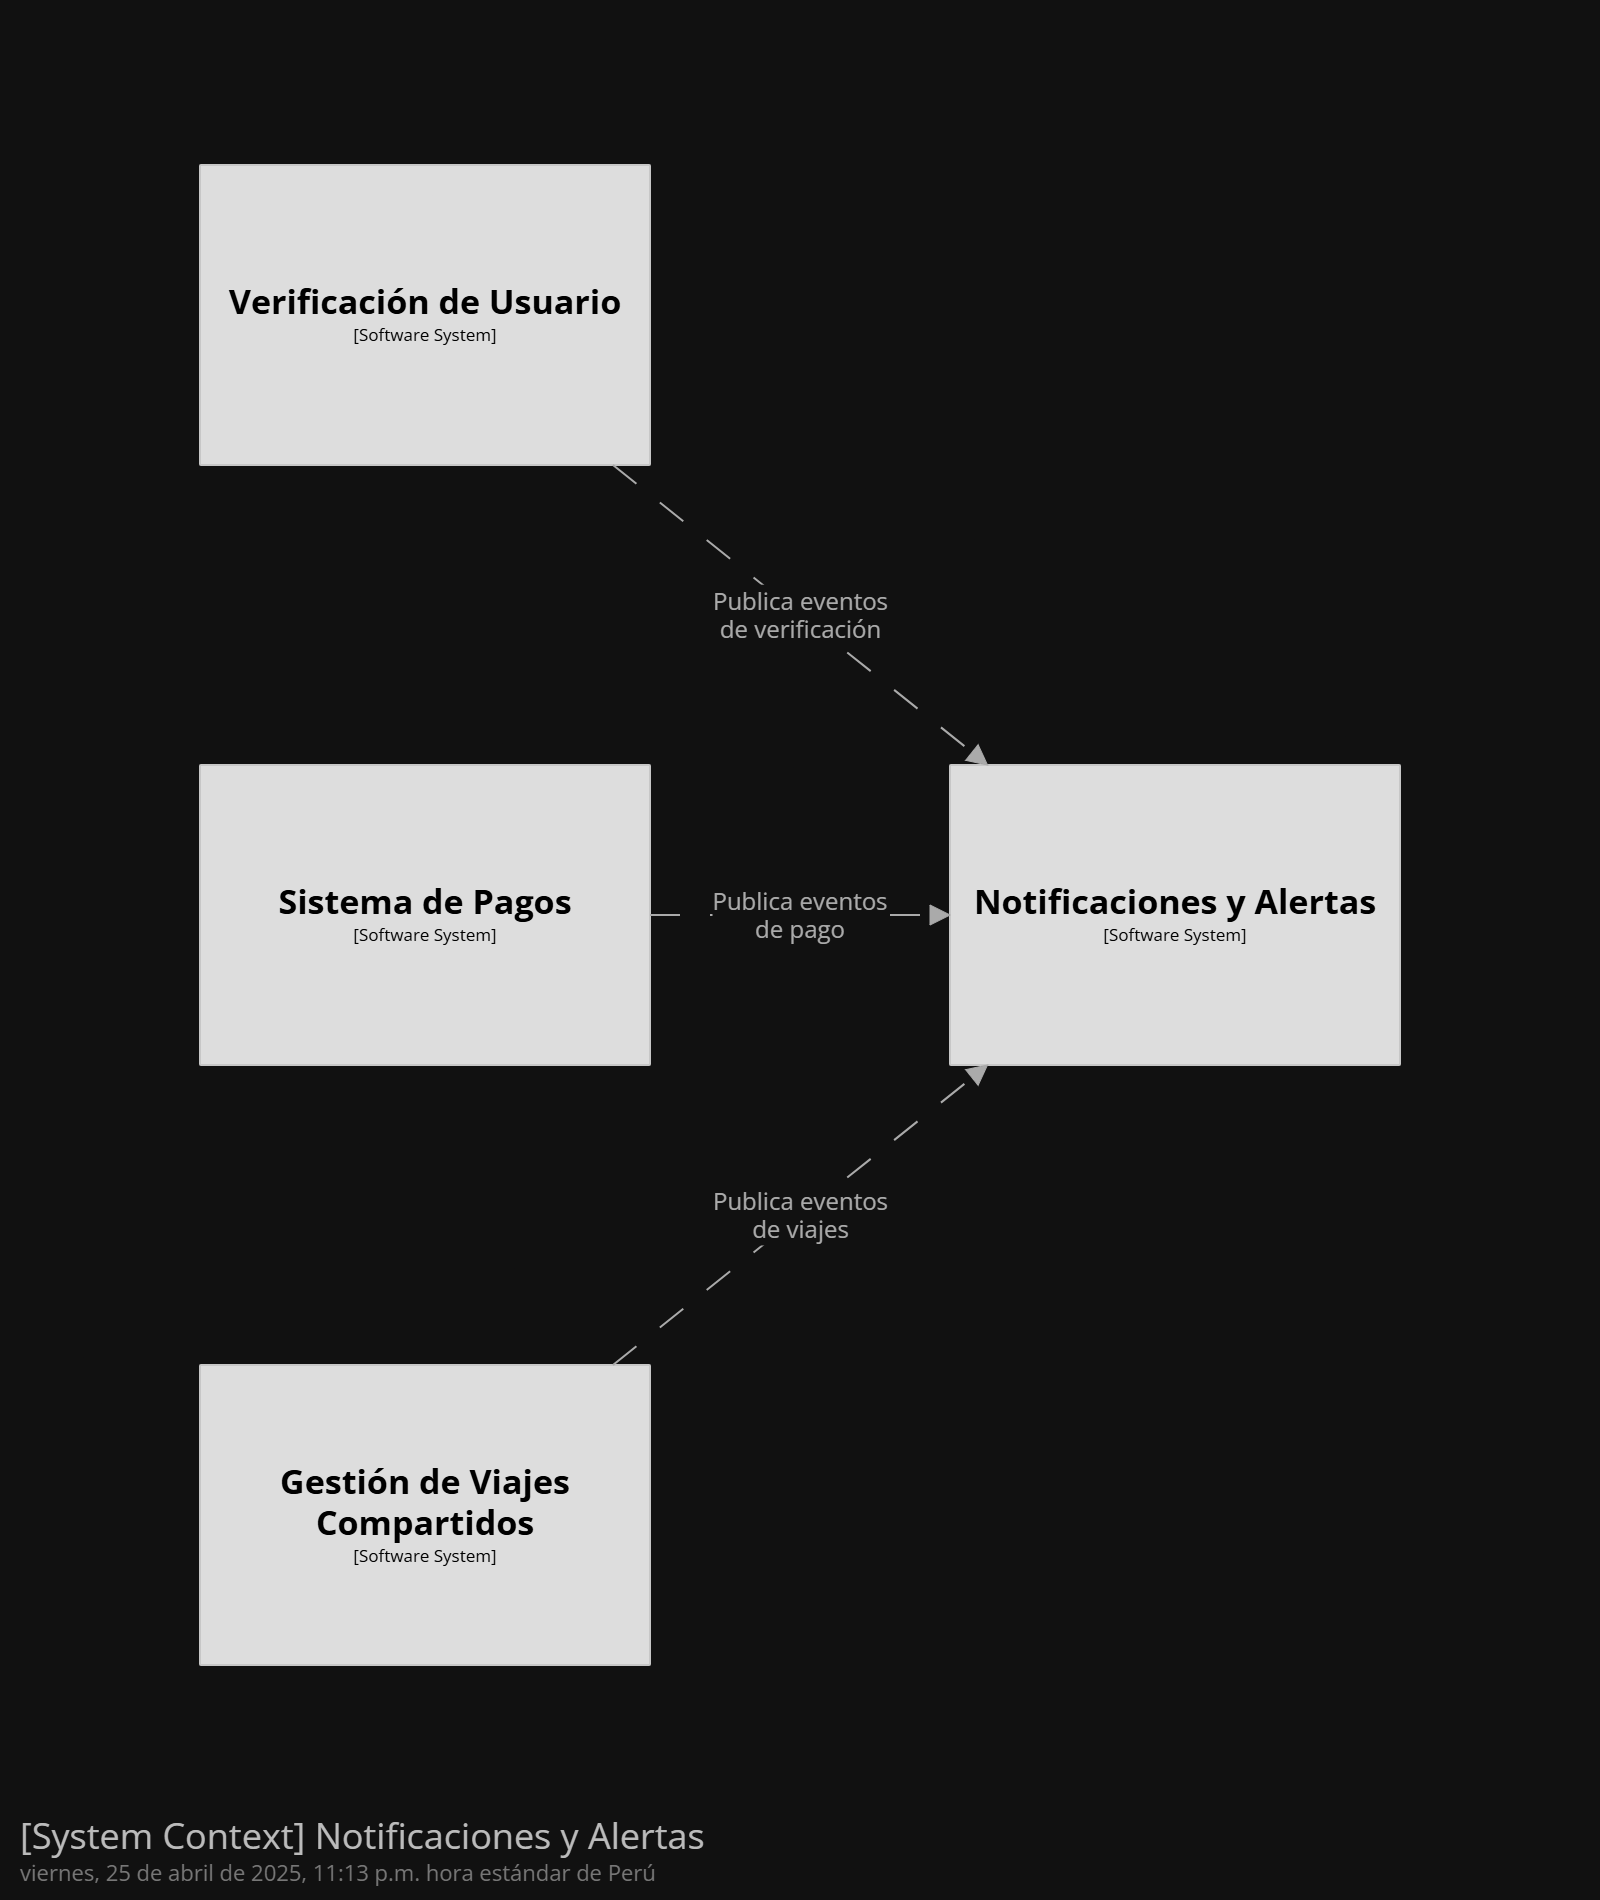 Verificación de Usuario
[Software System]
Publica eventos
de verificación
Sistema de Pagos
[Software System]
Publica eventos
de pago
Notificaciones y Alertas
[Software System]
Publica eventos
de viajes
Gestión de Viajes
Compartidos
[Software System]
[System Context] Notificaciones y Alertas
viernes, 25 de abril de 2025, 11:13 p.m. hora estándar de Perú